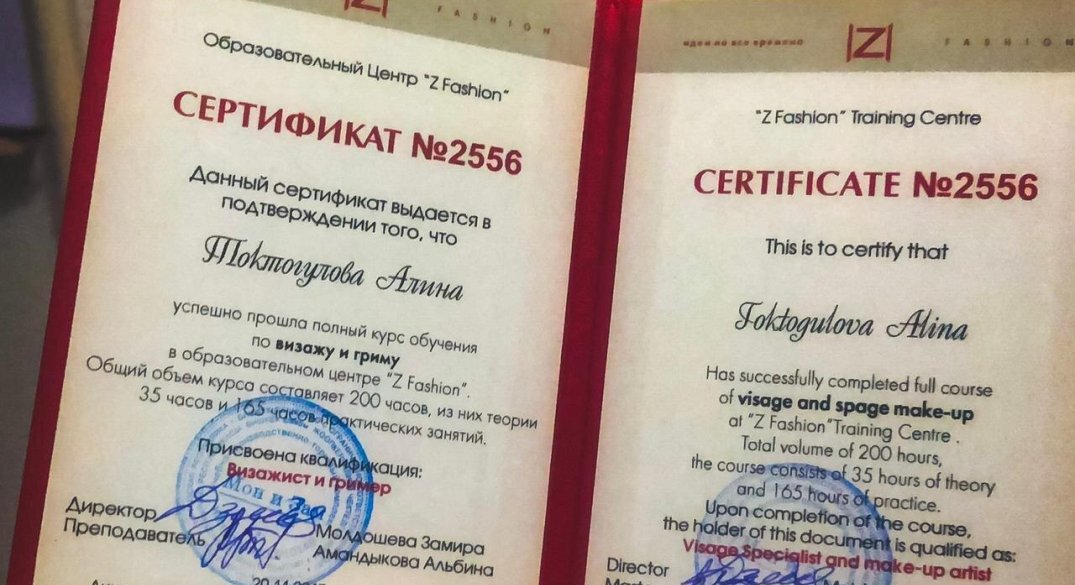 FASHION
Образовательный Центр "Z Fashion"
СЕРТИФИКАТ №2556
Данный сертификат выдается в
подтверждении того, что
Токтогулова Алина
успешно прошла полный курс обучения
по визажу и гриму
в образовательном центре "Z Fashion".
Общий объем курса составляет 200 часов, из них теории
35 часов и 165 часов практических занятий.
Присвоена квалификация:
Визажист и гример
Мон и Зая
Директор Молдошева Замира
Преподаватель Амандыкова Альбина
идеи во все времена
|Z|
FASHION
"Z Fashion" Training Centre
CERTIFICATE №2556
This is to certify that
Toktogulova Alina
Has successfully completed full course
of visage and spage make-up
at "Z Fashion"Training Centre .
Total volume of 200 hours,
the course consists of 35 hours of theory
and 165 hours of practice.
Upon completion of the course,
the holder of this document is qualified as:
Visage Specialist and make-up artist
Director